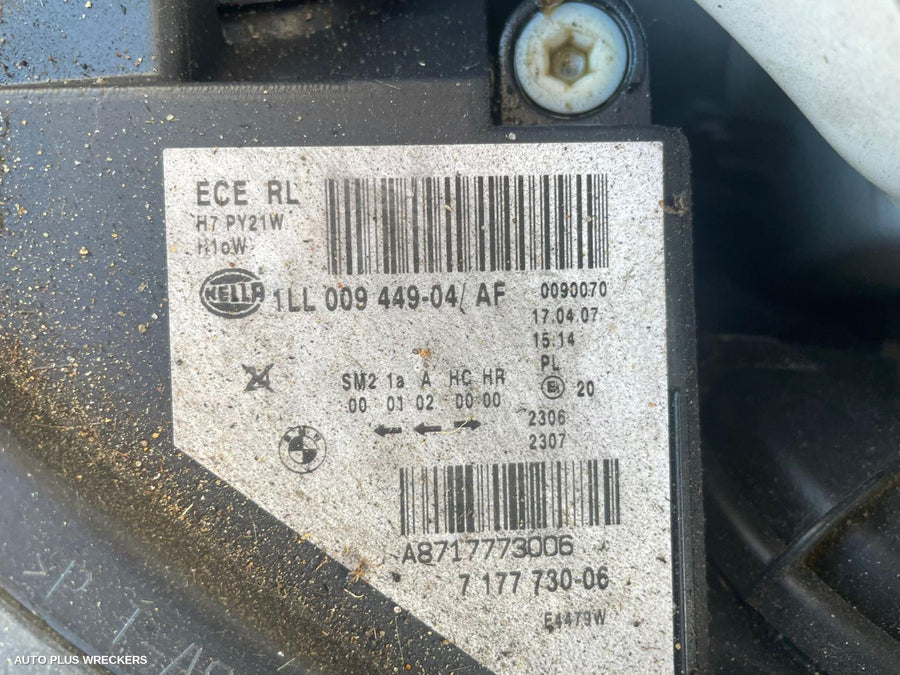 ECE RL
H7 PY21W
H10W
HELLA
1LL 009 449-04/ AF
0090070
17.04.07
15.14
PL
SM2 1a A HC HR
E1 20
00 01 02 00 00
2306
2307
BMW
A8717773006
7 177 730-06
E4479W
AUTO PLUS WRECKERS